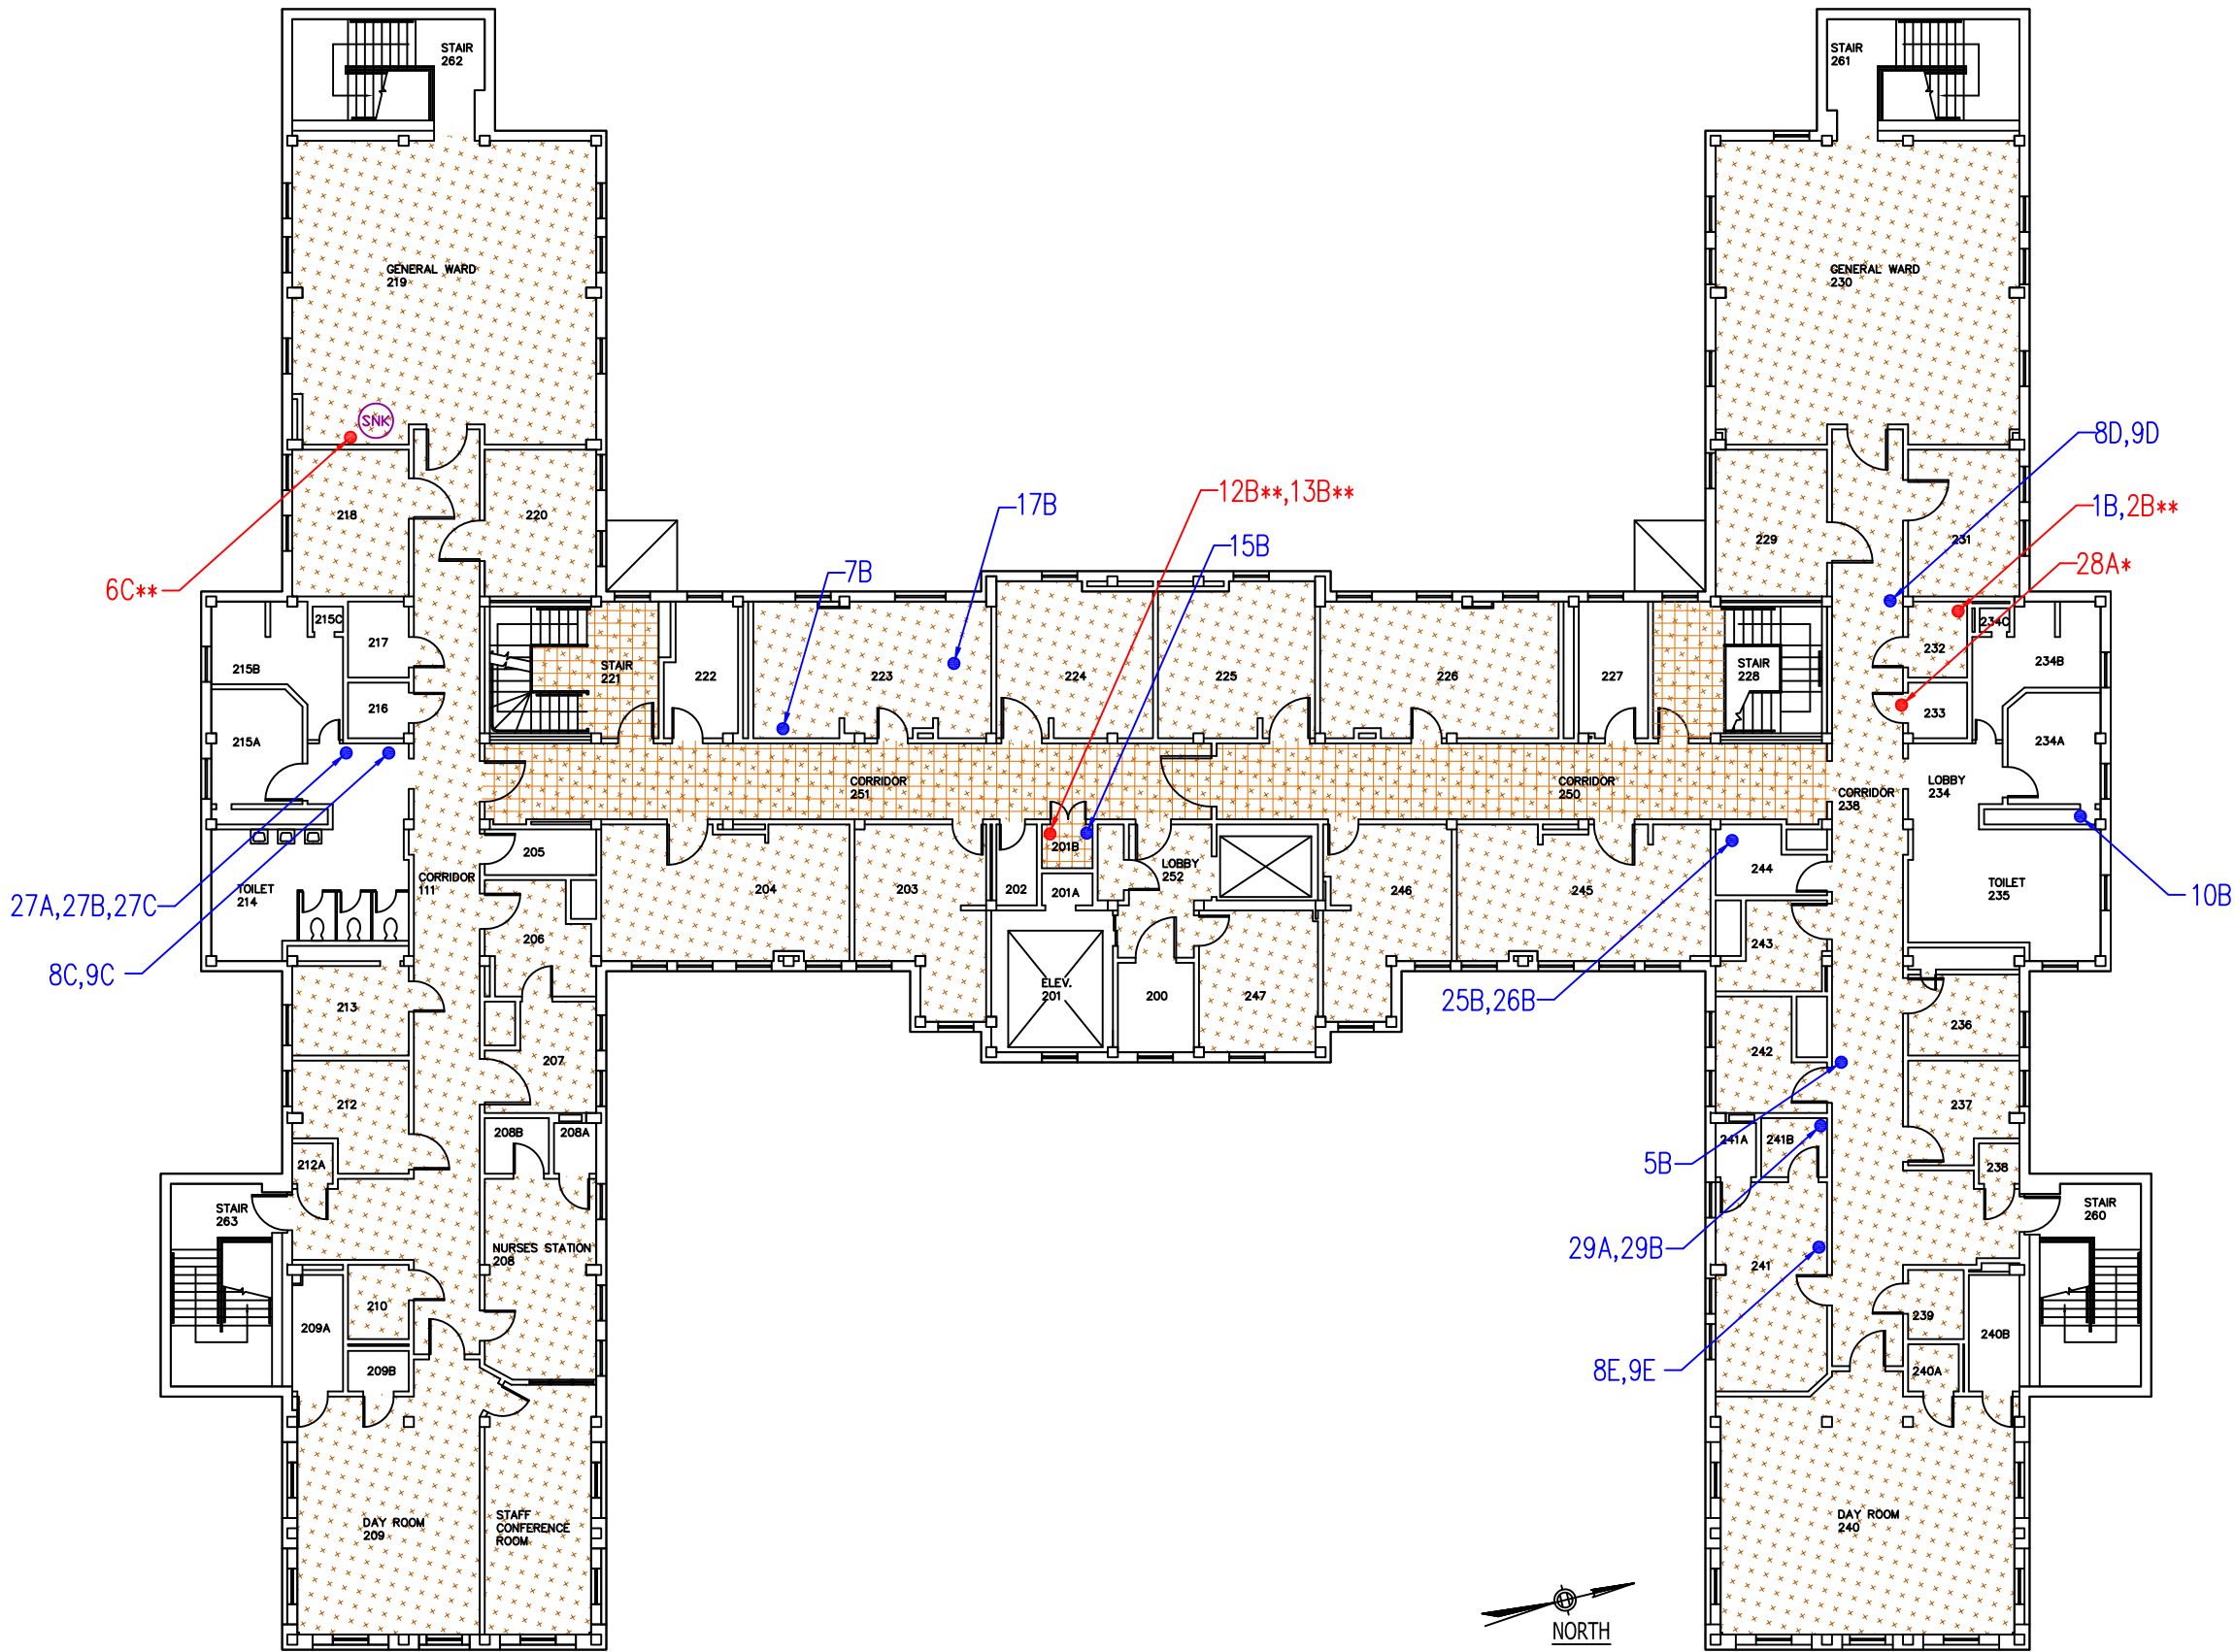 STAIR
262
STAIR
261
GENERAL WARD
219
GENERAL WARD
230
SNK
8D,9D
12B**,13B**
17B
1B,2B**
218
220
229
231
15B
28A*
7B
6C**
215C
217
234C
232
215B
STAIR
221
222
223
224
225
226
227
STAIR
228
234B
216
233
215A
234A
CORRIDOR
251
CORRIDOR
250
CORRIDOR
238
LOBBY
234
201B
205
LOBBY
252
CORRIDOR
111
204
203
202
201A
246
245
244
TOILET
214
TOILET
235
27A,27B,27C
10B
206
243
8C,9C
ELEV.
201
200
247
25B,26B
213
236
207
242
212
237
208B
208A
241A
241B
212A
5B
238
STAIR
263
STAIR
260
NURSES STATION
208
29A,29B
241
210
209A
239
240B
209B
8E,9E
240A
DAY ROOM
209
STAFF
CONFERENCE
ROOM
DAY ROOM
240
NORTH